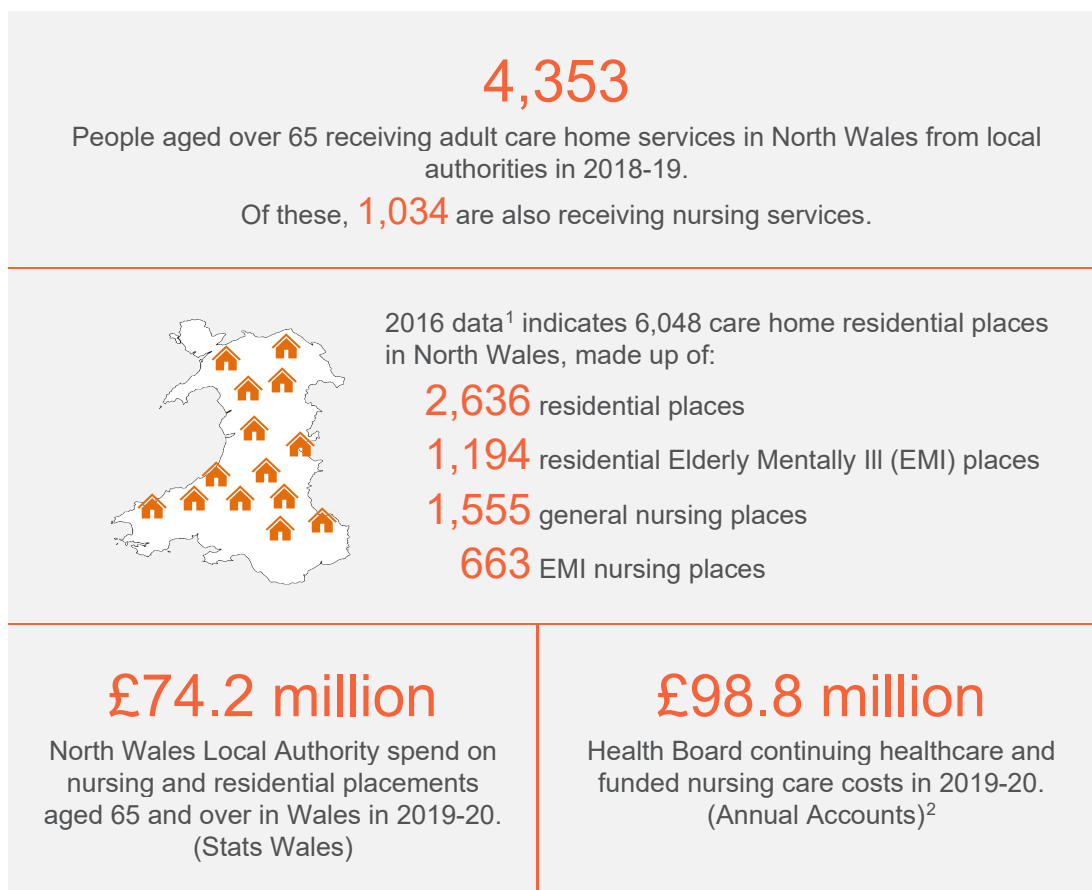 4,353
People aged over 65 receiving adult care home services in North Wales from local
authorities in 2018-19.
Of these, 1,034 are also receiving nursing services.
2016 data¹ indicates 6,048 care home residential places
in North Wales, made up of:
2,636 residential places
1,194 residential Elderly Mentally Ill (EMI) places
1,555 general nursing places
663 EMI nursing places
£74.2 million
North Wales Local Authority spend on
nursing and residential placements
aged 65 and over in Wales in 2019-20.
(Stats Wales)
£98.8 million
Health Board continuing healthcare and
funded nursing care costs in 2019-20.
(Annual Accounts)²